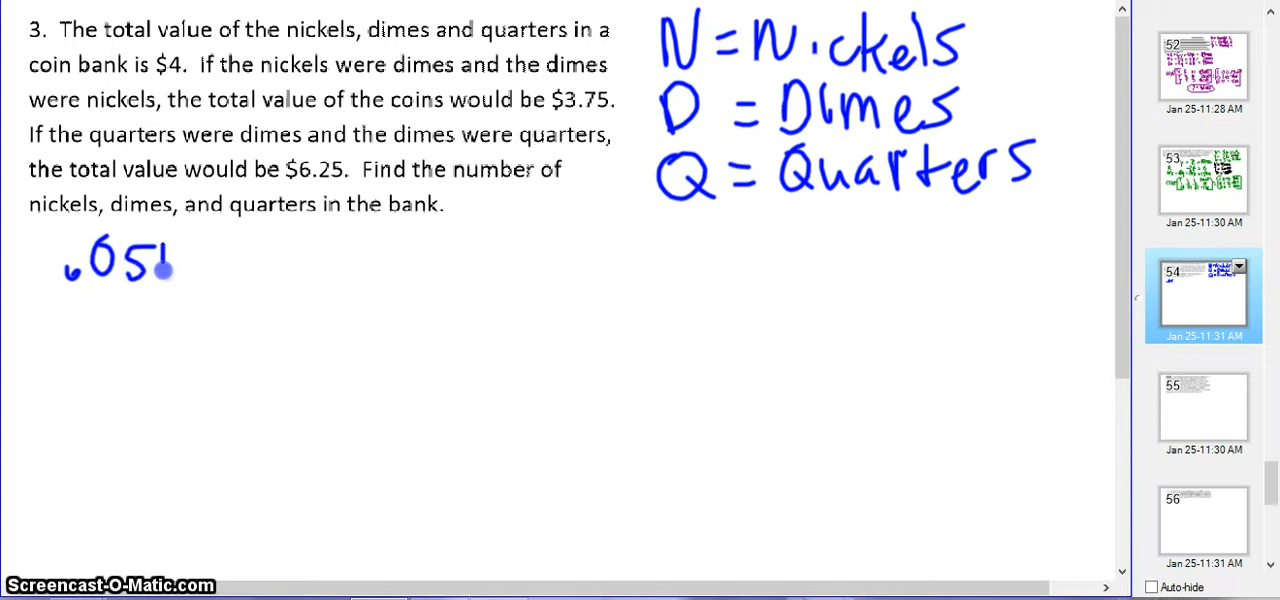 3. The total value of the nickels, dimes and quarters in a
coin bank is $4. If the nickels were dimes and the dimes
were nickels, the total value of the coins would be $3.75.
If the quarters were dimes and the dimes were quarters,
the total value would be $6.25. Find the number of
nickels, dimes, and quarters in the bank.
N = Nickels
D = Dimes
Q = Quarters
.05
52
Jan 25-11:28 AM
53
Jan 25-11:30 AM
54
Jan 25-11:31 AM
55
Jan 25-11:30 AM
56
Jan 25-11:31 AM
Auto-hide
Screencast-O-Matic.com